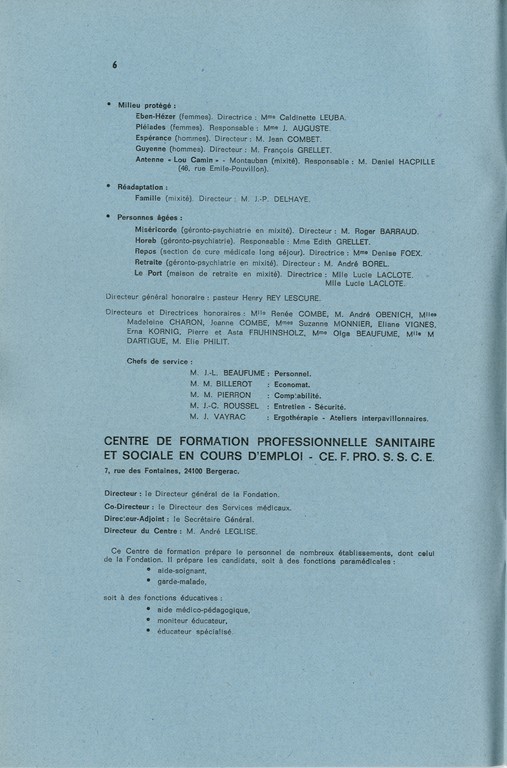 6
• Milieu protégé :
Eben-Hézer (femmes). Directrice : Mme Caldinette LEUBA.
Pléiades (femmes). Responsable : Mme J. AUGUSTE.
Espérance (hommes). Directeur : M. Jean COMBET.
Guyenne (hommes). Directeur : M. François GRELLET.
Antenne « Lou Camin » - Montauban (mixité). Responsable : M. Daniel HACPILLE
(46, rue Emile-Pouvillon).
• Réadaptation :
Famille (mixité). Directeur : M. J.-P. DELHAYE.
• Personnes âgées :
Miséricorde (géronto-psychiatrie en mixité). Directeur : M. Roger BARRAUD.
Horeb (géronto-psychiatrie). Responsable : Mme Edith GRELLET.
Repos (section de cure médicale long séjour). Directrice : Mme Denise FOEX.
Retraite (géronto-psychiatrie en mixité). Directeur : M. André BOREL.
Le Port (maison de retraite en mixité). Directrice : Mlle Lucie LACLOTE.
Mlle Lucie LACLOTE.
Directeur général honoraire : pasteur Henry REY LESCURE.
Directeurs et Directrices honoraires : Mlle Renée COMBE, M. André OBENICH, Mlles
Madeleine CHARON, Jeanne COMBE, Mmes Suzanne MONNIER, Eliane VIGNES,
Erna KORNIG, Pierre et Asta FRUHINSHOLZ, Mme Olga BEAUFUME, Mlle M
DARTIGUE, M. Elie PHILIT.
Chefs de service :
M. J.-L. BEAUFUME : Personnel.
M. M. BILLEROT : Economat.
M. M. PIERRON : Comptabilité.
M. J.-C. ROUSSEL : Entretien - Sécurité.
M. J. VAYRAC : Ergothérapie - Ateliers interpavillonnaires.
CENTRE DE FORMATION PROFESSIONNELLE SANITAIRE
ET SOCIALE EN COURS D'EMPLOI - CE. F. PRO. S. S. C. E.
7, rue des Fontaines, 24100 Bergerac.
Directeur : le Directeur général de la Fondation.
Co-Directeur : le Directeur des Services médicaux.
Directeur-Adjoint : le Secrétaire Général.
Directeur du Centre : M. André LEGLISE.
Ce Centre de formation prépare le personnel de nombreux établissements, dont celui
de la Fondation. Il prépare les candidats, soit à des fonctions paramédicales :
• aide-soignant,
• garde-malade,
soit à des fonctions éducatives :
• aide médico-pédagogique,
• moniteur éducateur,
• éducateur spécialisé.